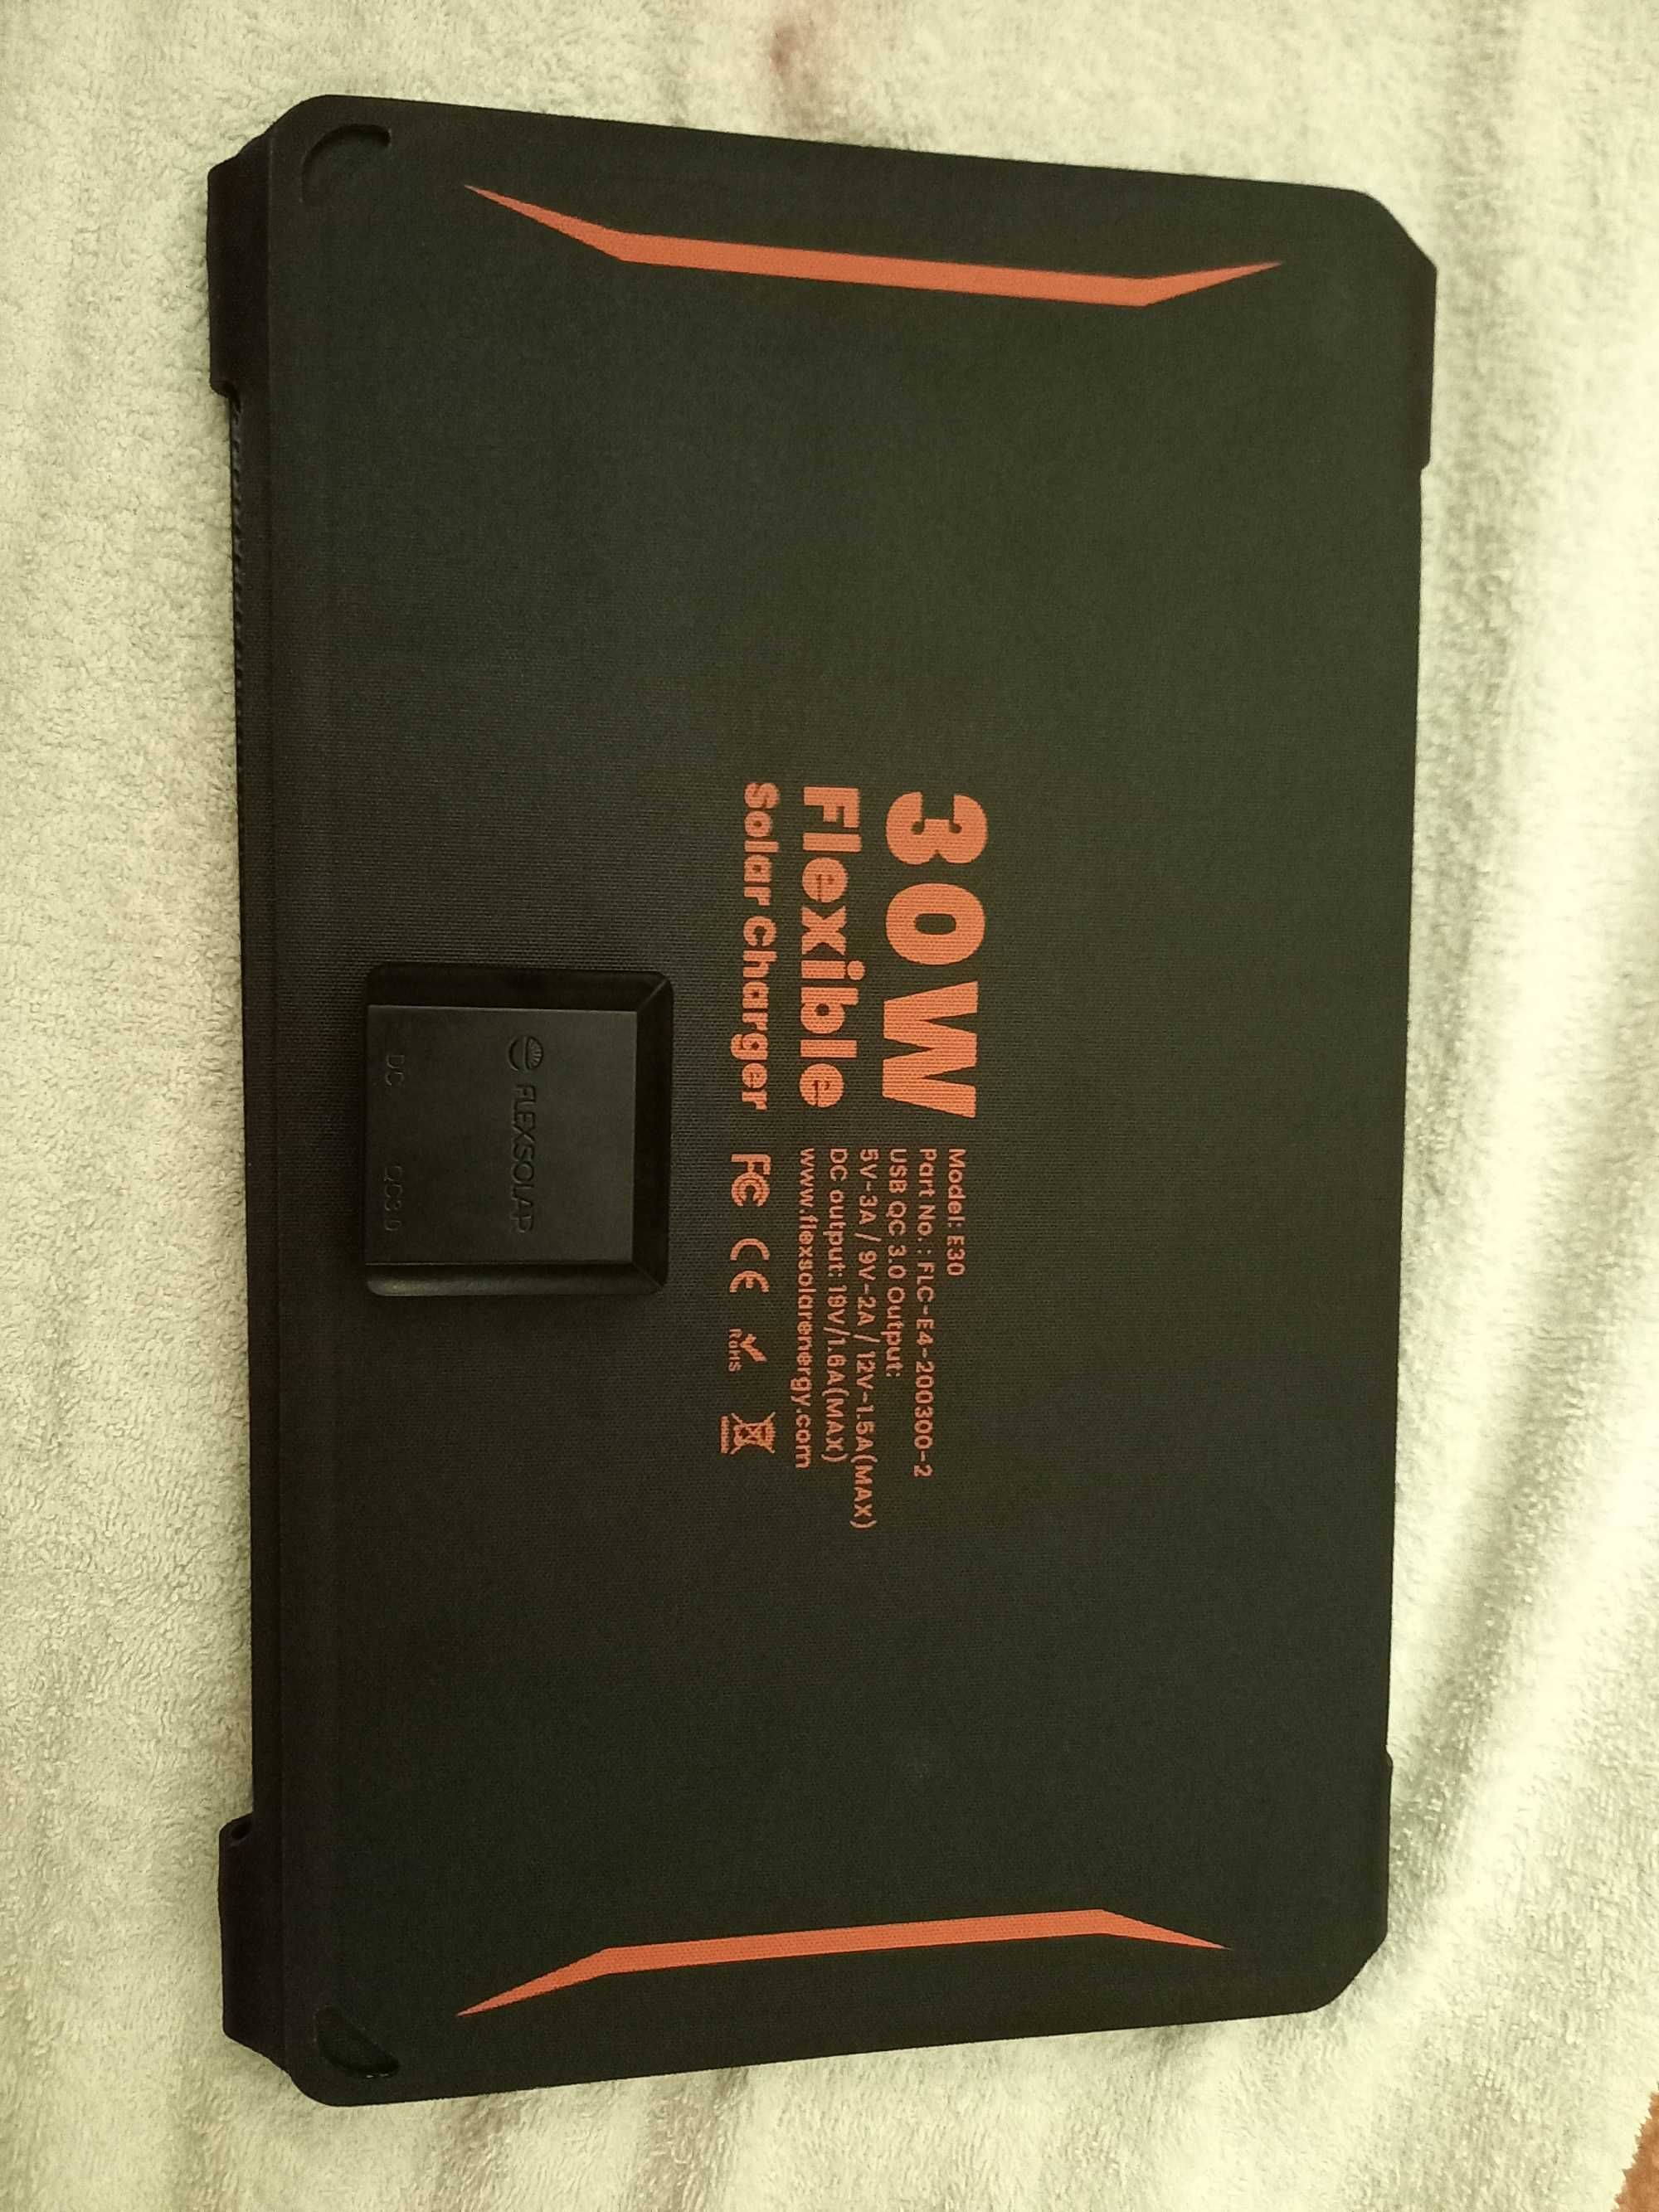 30W
Flexible
Solar Charger
Model: E30
Part No.: FLC-E4-200300-2
USB QC 3.0 Output:
5V-3A / 9V-2A / 12V-1.5A(MAX)
DC output: 19V/1.6A(MAX)
www.flexsolarenergy.com
FC CE RoHS
FLEXSOLAR
DC QC3.0